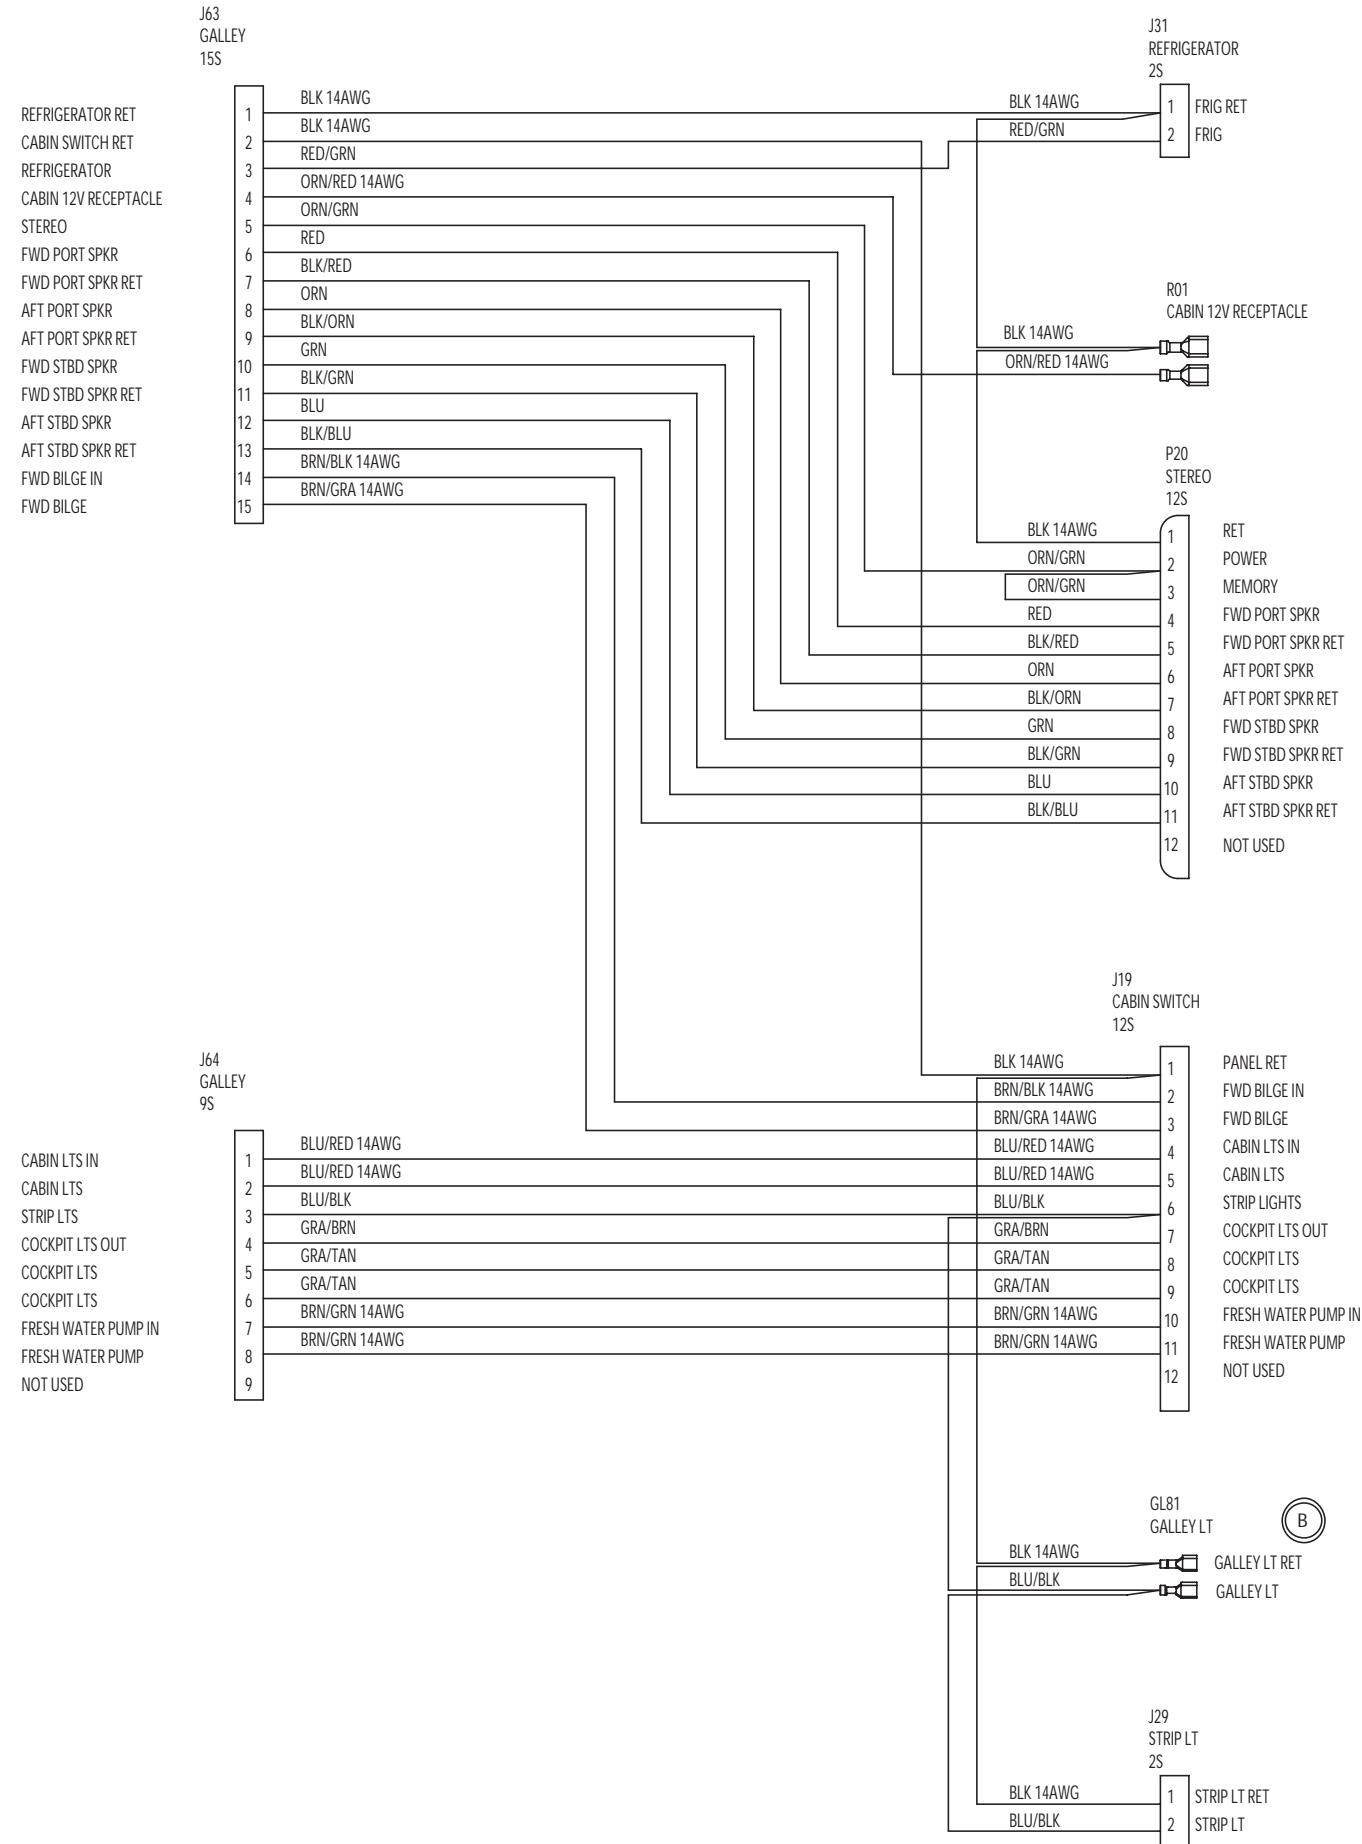 J63
GALLEY
15S
REFRIGERATOR RET 1 BLK 14AWG
CABIN SWITCH RET 2 BLK 14AWG
REFRIGERATOR 3 RED/GRN
CABIN 12V RECEPTACLE 4 ORN/RED 14AWG
STEREO 5 ORN/GRN
FWD PORT SPKR 6 RED
FWD PORT SPKR RET 7 BLK/RED
AFT PORT SPKR 8 ORN
AFT PORT SPKR RET 9 BLK/ORN
FWD STBD SPKR 10 GRN
FWD STBD SPKR RET 11 BLK/GRN
AFT STBD SPKR 12 BLU
AFT STBD SPKR RET 13 BLK/BLU
FWD BILGE IN 14 BRN/BLK 14AWG
FWD BILGE 15 BRN/GRA 14AWG
J31
REFRIGERATOR
2S
BLK 14AWG 1 FRIG RET
RED/GRN 2 FRIG
R01
CABIN 12V RECEPTACLE
BLK 14AWG
ORN/RED 14AWG
P20
STEREO
12S
BLK 14AWG 1 RET
ORN/GRN 2 POWER
ORN/GRN 3 MEMORY
RED 4 FWD PORT SPKR
BLK/RED 5 FWD PORT SPKR RET
ORN 6 AFT PORT SPKR
BLK/ORN 7 AFT PORT SPKR RET
GRN 8 FWD STBD SPKR
BLK/GRN 9 FWD STBD SPKR RET
BLU 10 AFT STBD SPKR
BLK/BLU 11 AFT STBD SPKR RET
12 NOT USED
J64
GALLEY
9S
CABIN LTS IN 1 BLU/RED 14AWG
CABIN LTS 2 BLU/RED 14AWG
STRIP LTS 3 BLU/BLK
COCKPIT LTS OUT 4 GRA/BRN
COCKPIT LTS 5 GRA/TAN
COCKPIT LTS 6 GRA/TAN
FRESH WATER PUMP IN 7 BRN/GRN 14AWG
FRESH WATER PUMP 8 BRN/GRN 14AWG
NOT USED 9
J19
CABIN SWITCH
12S
BLK 14AWG 1 PANEL RET
BRN/BLK 14AWG 2 FWD BILGE IN
BRN/GRA 14AWG 3 FWD BILGE
BLU/RED 14AWG 4 CABIN LTS IN
BLU/RED 14AWG 5 CABIN LTS
BLU/BLK 6 STRIP LIGHTS
GRA/BRN 7 COCKPIT LTS OUT
GRA/TAN 8 COCKPIT LTS
GRA/TAN 9 COCKPIT LTS
BRN/GRN 14AWG 10 FRESH WATER PUMP IN
BRN/GRN 14AWG 11 FRESH WATER PUMP
12 NOT USED
GL81
GALLEY LT
B
BLK 14AWG GALLEY LT RET
BLU/BLK GALLEY LT
J29
STRIP LT
2S
BLK 14AWG 1 STRIP LT RET
BLU/BLK 2 STRIP LT